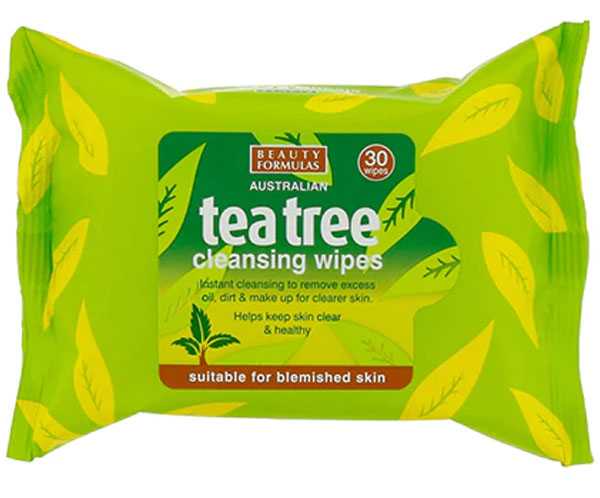 BEAUTY
FORMULAS
30
wipes
AUSTRALIAN
tea tree
cleansing wipes
Instant cleansing to remove excess
oil, dirt & make up for clearer skin.
Helps keep skin clear
& healthy
suitable for blemished skin